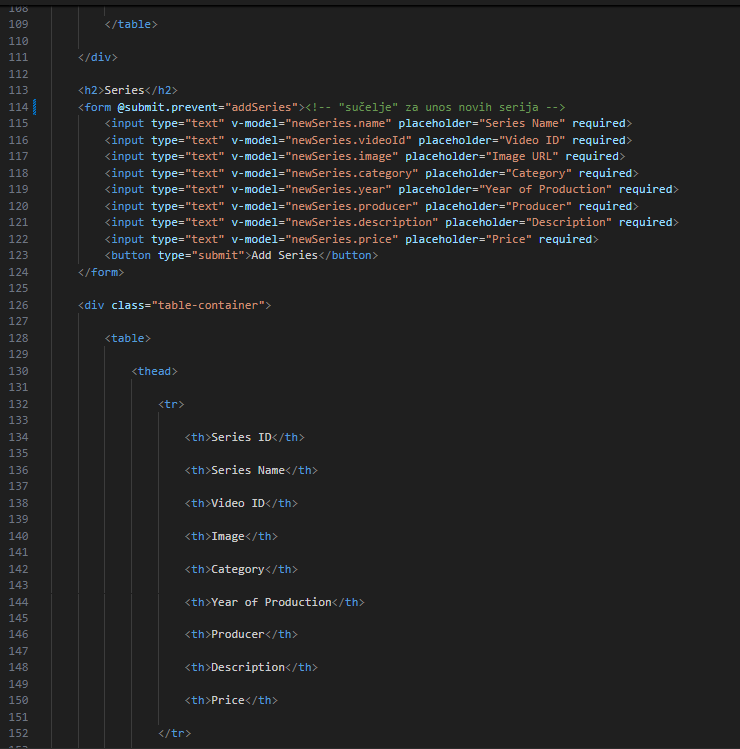 108
109 </table>
110
111 </div>
112
113 <h2>Series</h2>
114 <form @submit.prevent="addSeries"><!-- "sučelje" za unos novih serija -->
115 <input type="text" v-model="newSeries.name" placeholder="Series Name" required>
116 <input type="text" v-model="newSeries.videoId" placeholder="Video ID" required>
117 <input type="text" v-model="newSeries.image" placeholder="Image URL" required>
118 <input type="text" v-model="newSeries.category" placeholder="Category" required>
119 <input type="text" v-model="newSeries.year" placeholder="Year of Production" required>
120 <input type="text" v-model="newSeries.producer" placeholder="Producer" required>
121 <input type="text" v-model="newSeries.description" placeholder="Description" required>
122 <input type="text" v-model="newSeries.price" placeholder="Price" required>
123 <button type="submit">Add Series</button>
124 </form>
125
126 <div class="table-container">
127
128 <table>
129
130 <thead>
131
132 <tr>
133
134 <th>Series ID</th>
135
136 <th>Series Name</th>
137
138 <th>Video ID</th>
139
140 <th>Image</th>
141
142 <th>Category</th>
143
144 <th>Year of Production</th>
145
146 <th>Producer</th>
147
148 <th>Description</th>
149
150 <th>Price</th>
151
152 </tr>